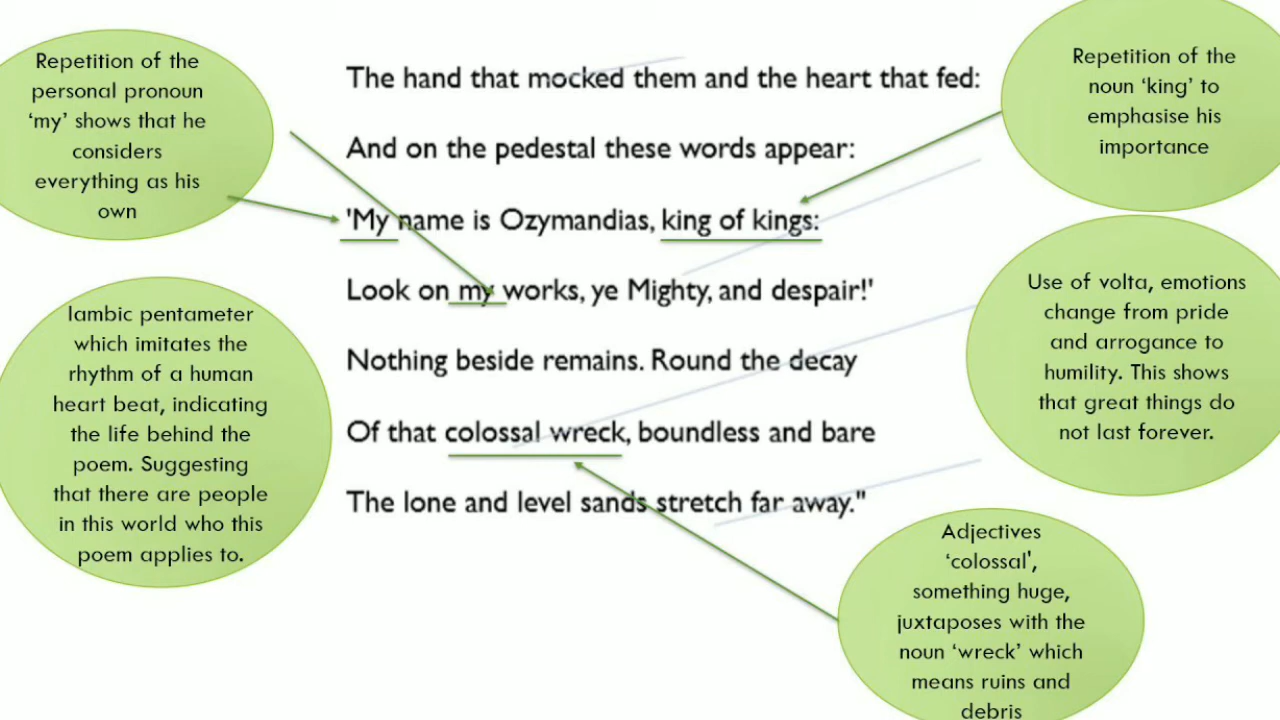 Repetition of the
personal pronoun
‘my’ shows that he
considers
everything as his
own
Iambic pentameter
which imitates the
rhythm of a human
heart beat, indicating
the life behind the
poem. Suggesting
that there are people
in this world who this
poem applies to.
The hand that mocked them and the heart that fed:
And on the pedestal these words appear:
'My name is Ozymandias, king of kings:
Look on my works, ye Mighty, and despair!'
Nothing beside remains. Round the decay
Of that colossal wreck, boundless and bare
The lone and level sands stretch far away."
Repetition of the
noun ‘king’ to
emphasise his
importance
Use of volta, emotions
change from pride
and arrogance to
humility. This shows
that great things do
not last forever.
Adjectives
‘colossal’,
something huge,
juxtaposes with the
noun ‘wreck’ which
means ruins and
debris